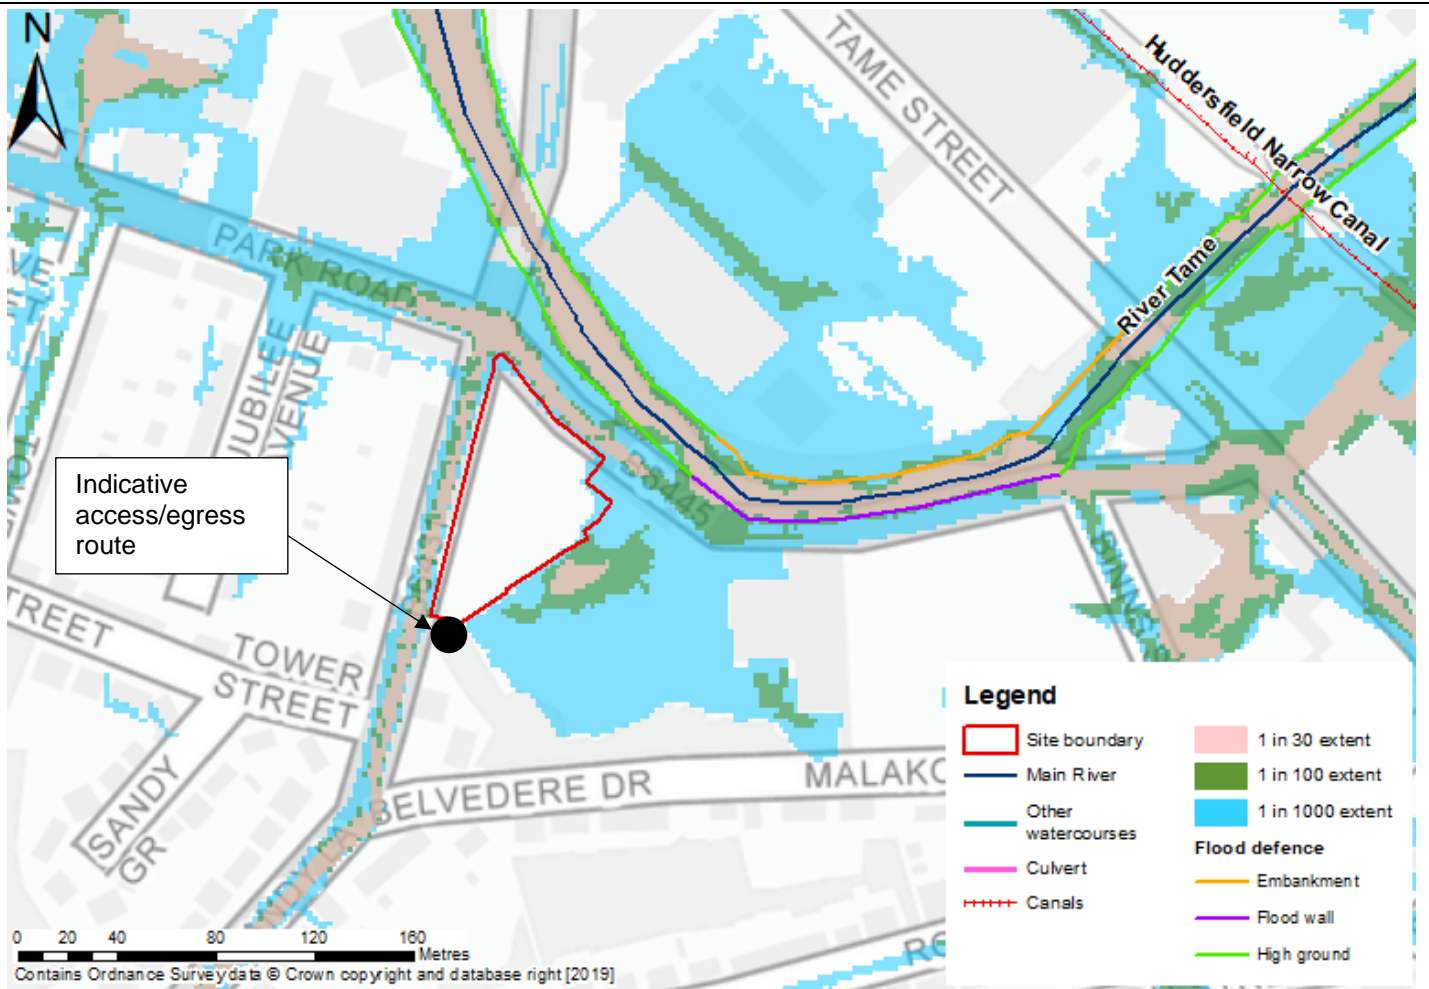 N
Huddersfield Narrow Canal
TAME STREET
PARK ROAD
River Tame
JUBILEE
AVENUE
B6445
Indicative
access/egress
route
TOWER
STREET
SANDY
GR
BELVEDERE DR
MALAKO
Legend
Site boundary
Main River
Other
watercourses
Culvert
Canals
1 in 30 extent
1 in 100 extent
1 in 1000 extent
Flood defence
Embankment
Flood wall
High ground
0 20 40 80 120 160
Metres
Contains Ordnance Survey data © Crown copyright and database right [2019]